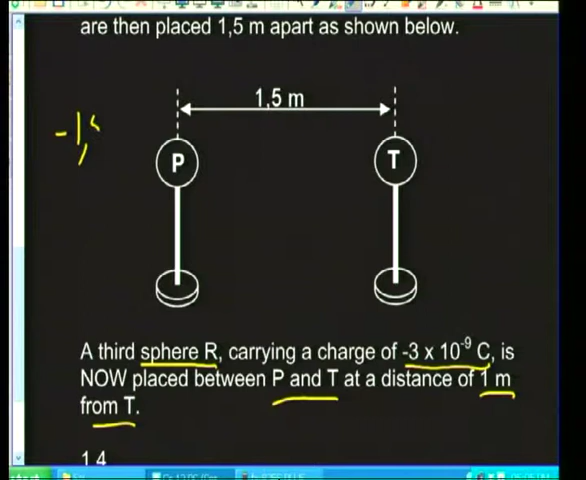 are then placed 1,5 m apart as shown below.
1,5 m
P
T
A third sphere R, carrying a charge of -3 x 10⁻⁹ C, is
NOW placed between P and T at a distance of 1 m
from T.
1 4